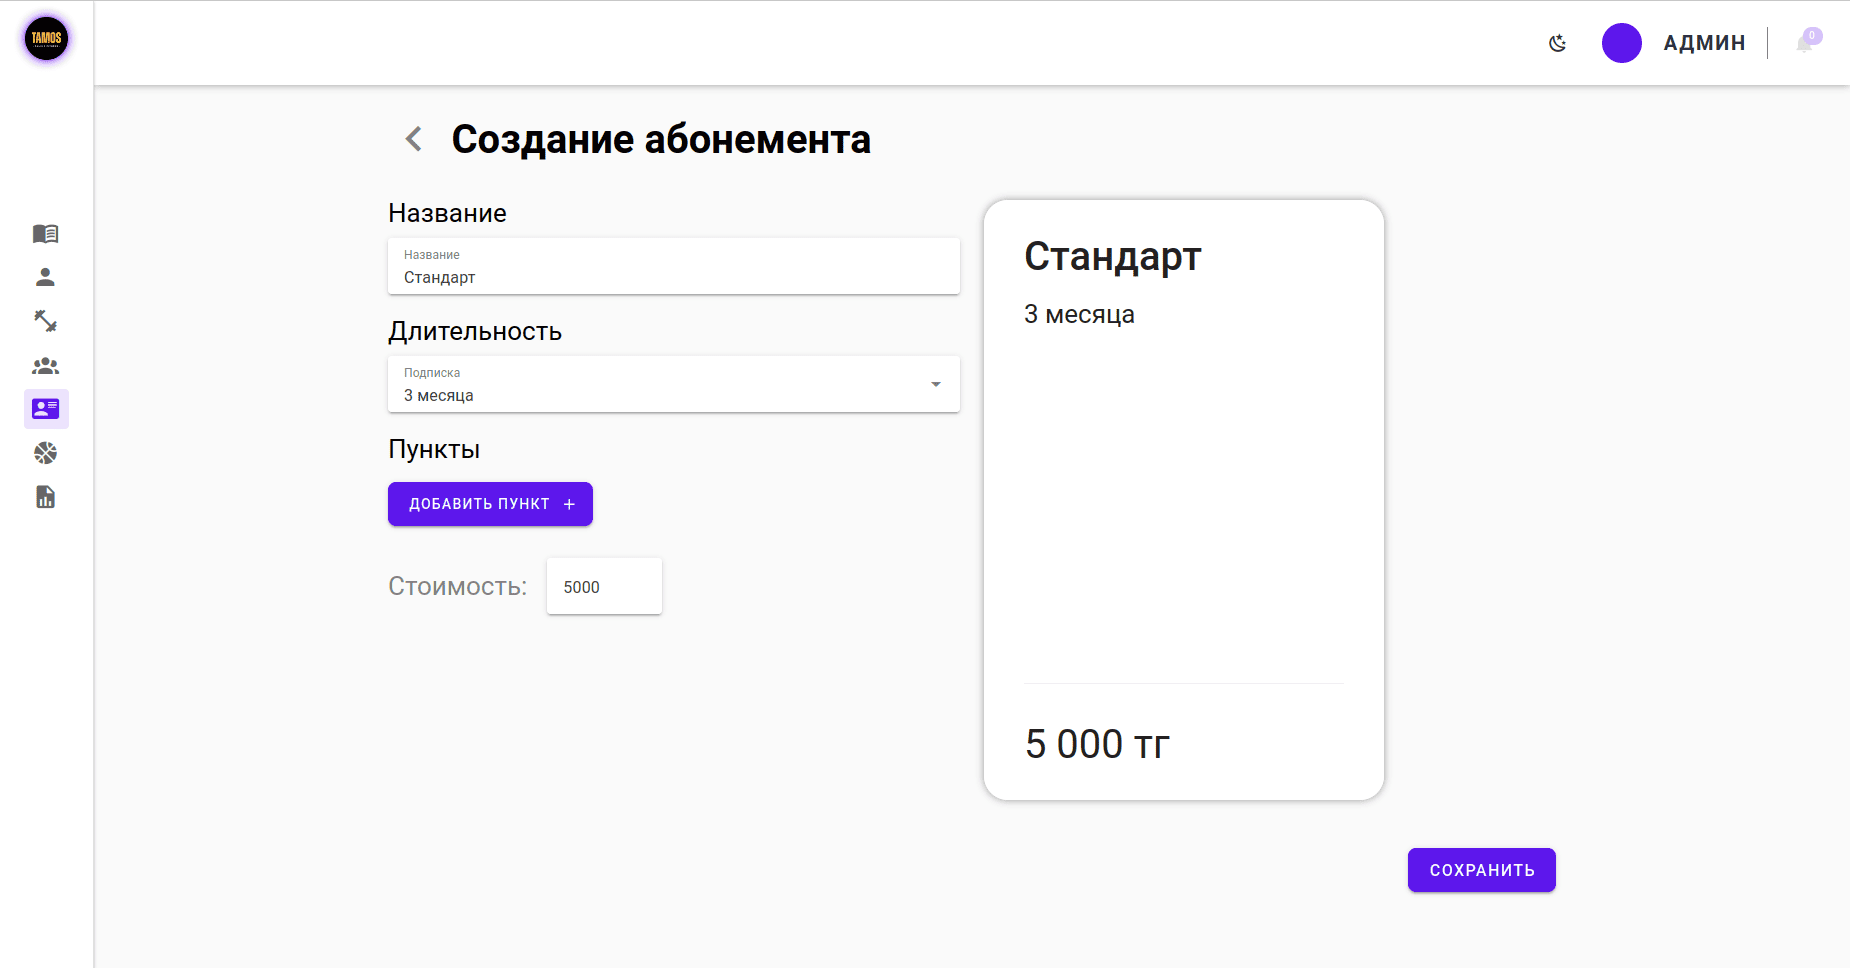 TAMOS
АДМИН
0
Создание абонемента
Название
Название
Стандарт
Длительность
Подписка
3 месяца
Пункты
ДОБАВИТЬ ПУНКТ +
Стоимость:
5000
Стандарт
3 месяца
5 000 тг
СОХРАНИТЬ